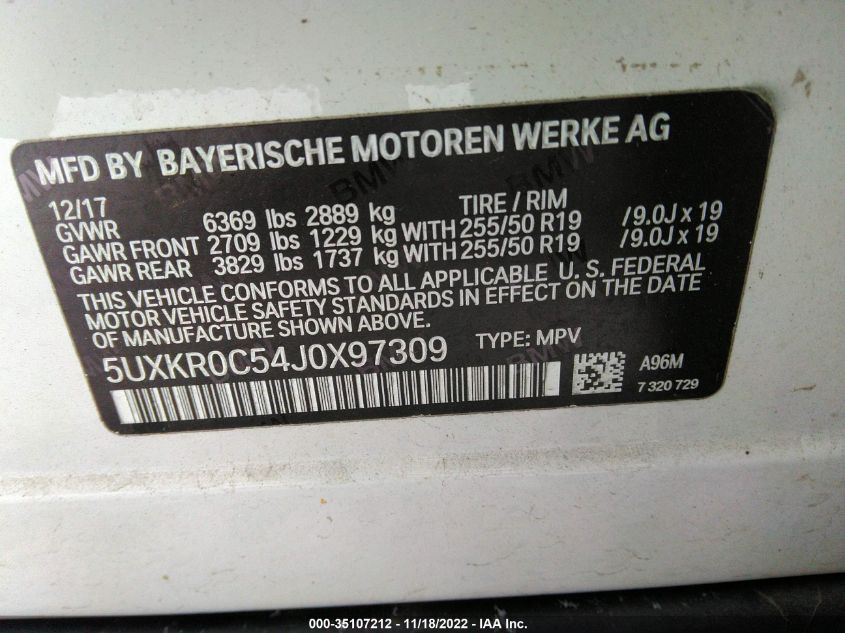 MFD BY BAYERISCHE MOTOREN WERKE AG
12/17 TIRE / RIM
GVWR 6369 lbs 2889 kg
GAWR FRONT 2709 lbs 1229 kg WITH 255/50 R19 /9.0J x 19
GAWR REAR 3829 lbs 1737 kg WITH 255/50 R19 /9.0J x 19
THIS VEHICLE CONFORMS TO ALL APPLICABLE U. S. FEDERAL
MOTOR VEHICLE SAFETY STANDARDS IN EFFECT ON THE DATE
OF MANUFACTURE SHOWN ABOVE.
5UXKR0C54J0X97309 TYPE: MPV
A96M
7 320 729
000-35107212 - 11/18/2022 - IAA Inc.